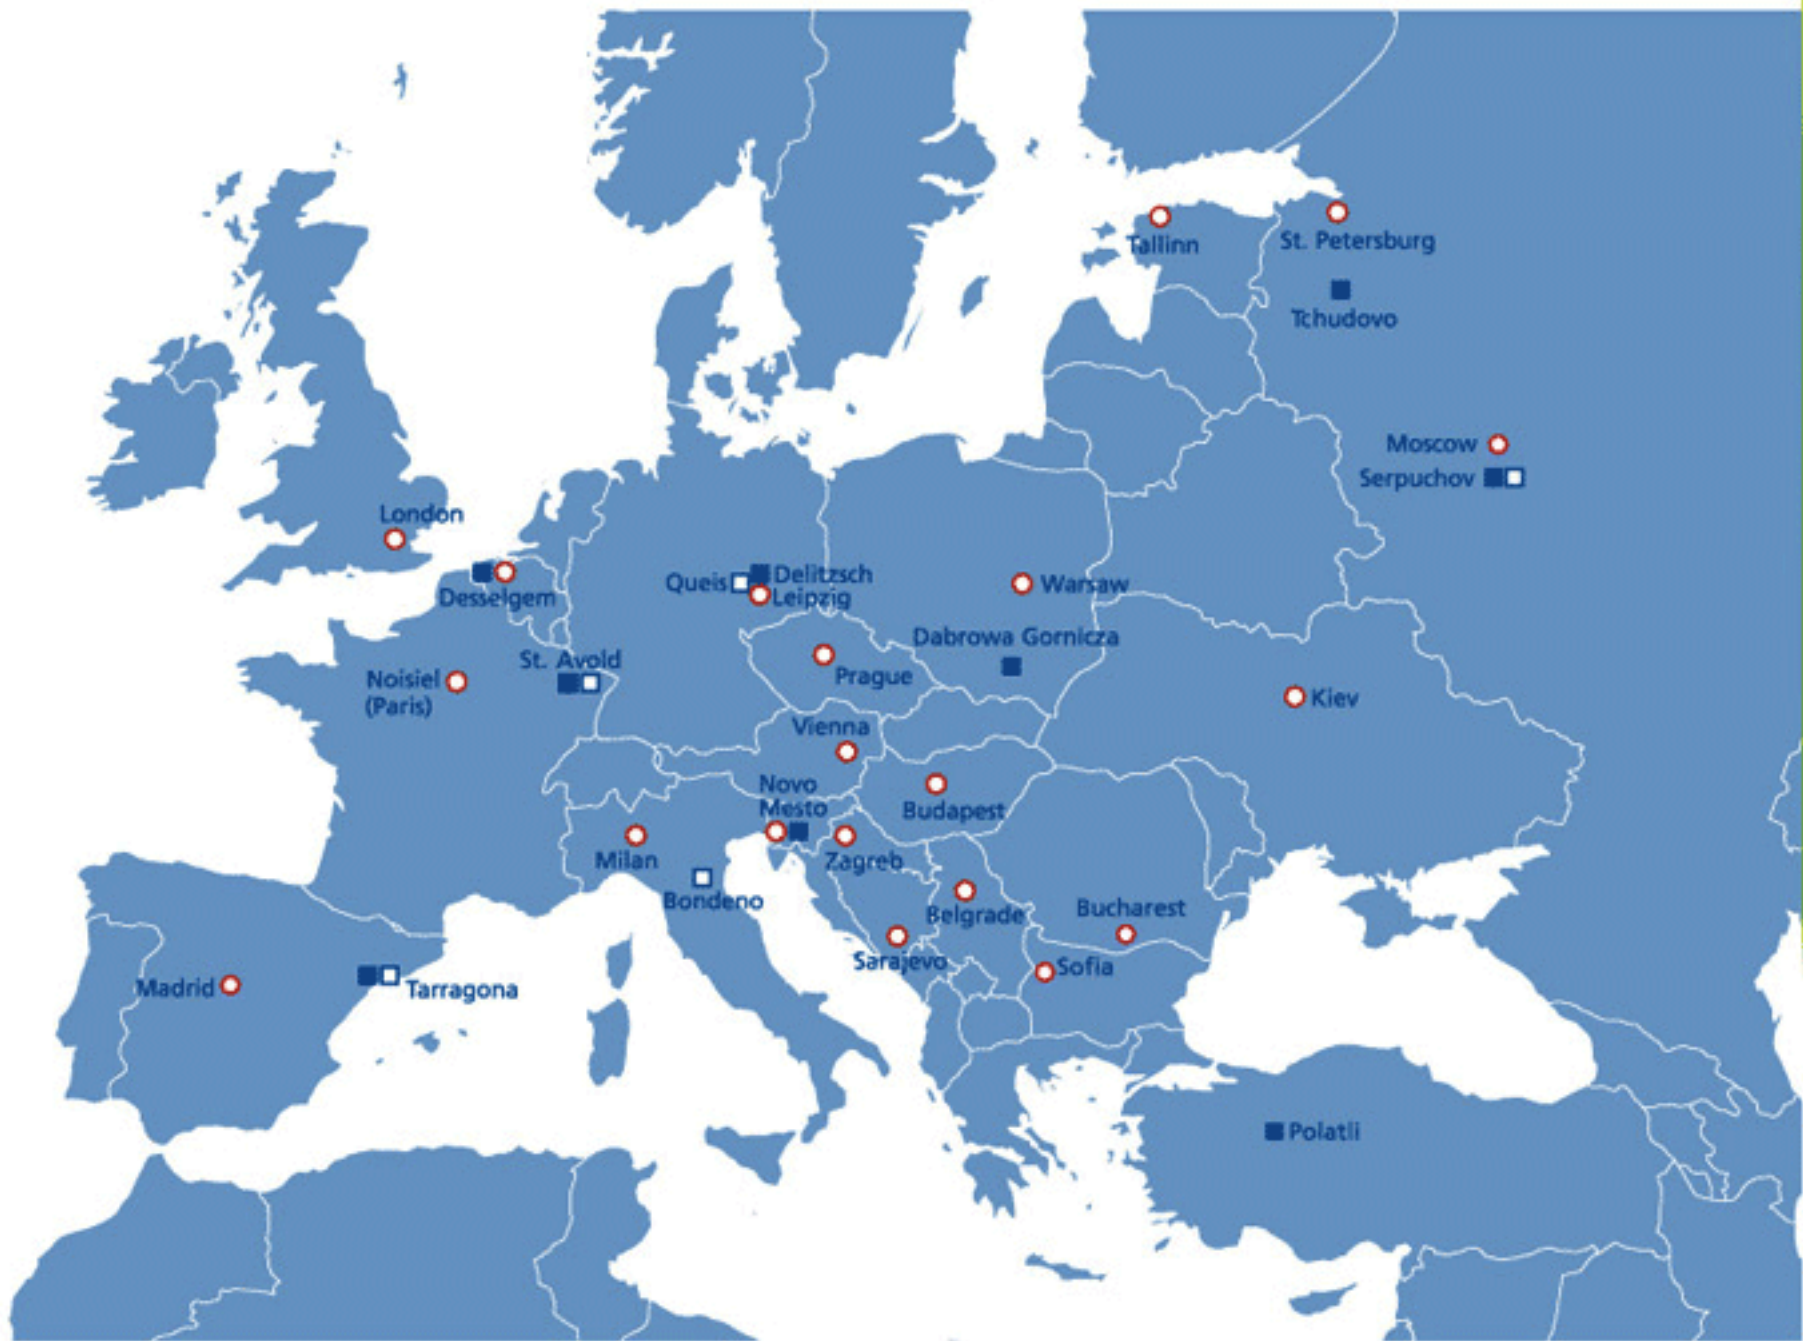 Tallinn
St. Petersburg
Tchudovo
Moscow
Serpuchov
London
Desselgem
Queis
Delitzsch
Leipzig
Warsaw
Dabrowa Gornicza
St. Avold
Noisiel
(Paris)
Prague
Kiev
Vienna
Novo
Mesto
Budapest
Milan
Zagreb
Bondeno
Belgrade
Bucharest
Sarajevo
Sofia
Madrid
Tarragona
Polatli